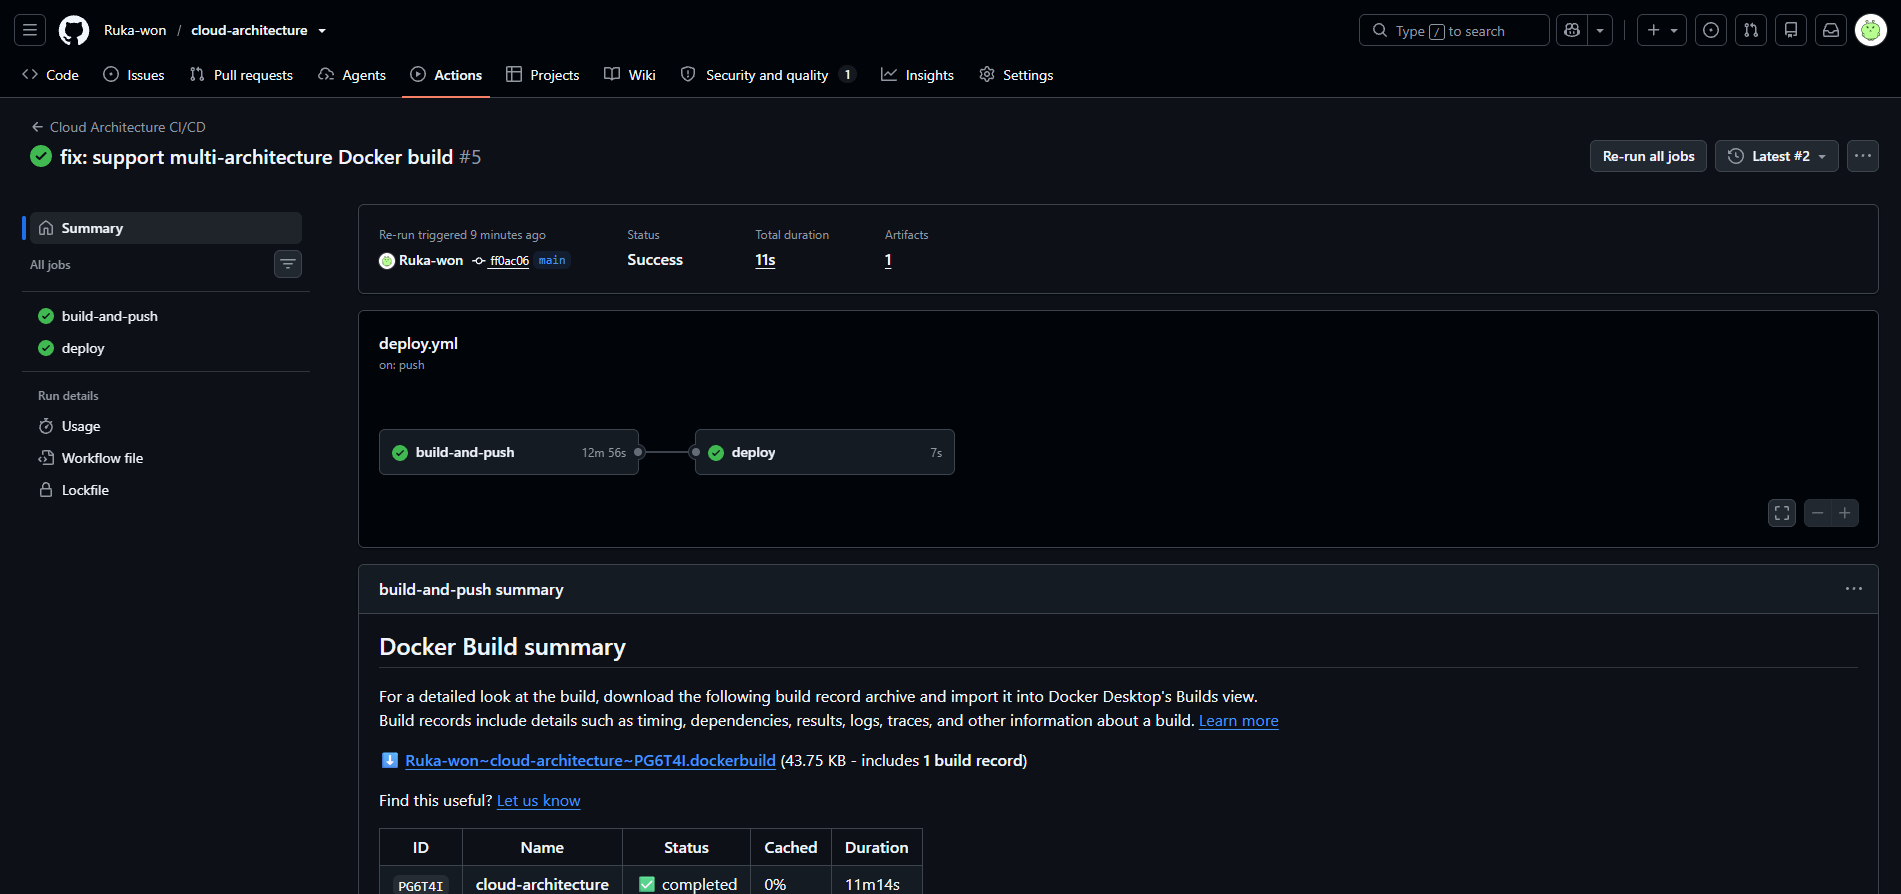 Ruka-won / cloud-architecture
Type / to search
Code Issues Pull requests Agents Actions Projects Wiki Security and quality 1 Insights Settings
Cloud Architecture CI/CD
fix: support multi-architecture Docker build #5
Re-run all jobs Latest #2
Summary
All jobs
build-and-push
deploy
Run details
Usage
Workflow file
Lockfile
Re-run triggered 9 minutes ago Status Total duration Artifacts
Ruka-won ff0ac06 main Success 11s 1
deploy.yml
on: push
build-and-push 12m 56s deploy 7s
build-and-push summary
Docker Build summary
For a detailed look at the build, download the following build record archive and import it into Docker Desktop's Builds view.
Build records include details such as timing, dependencies, results, logs, traces, and other information about a build. Learn more
Ruka-won~cloud-architecture~PG6T4I.dockerbuild (43.75 KB - includes 1 build record)
Find this useful? Let us know
ID Name Status Cached Duration
PG6T4I cloud-architecture completed 0% 11m14s